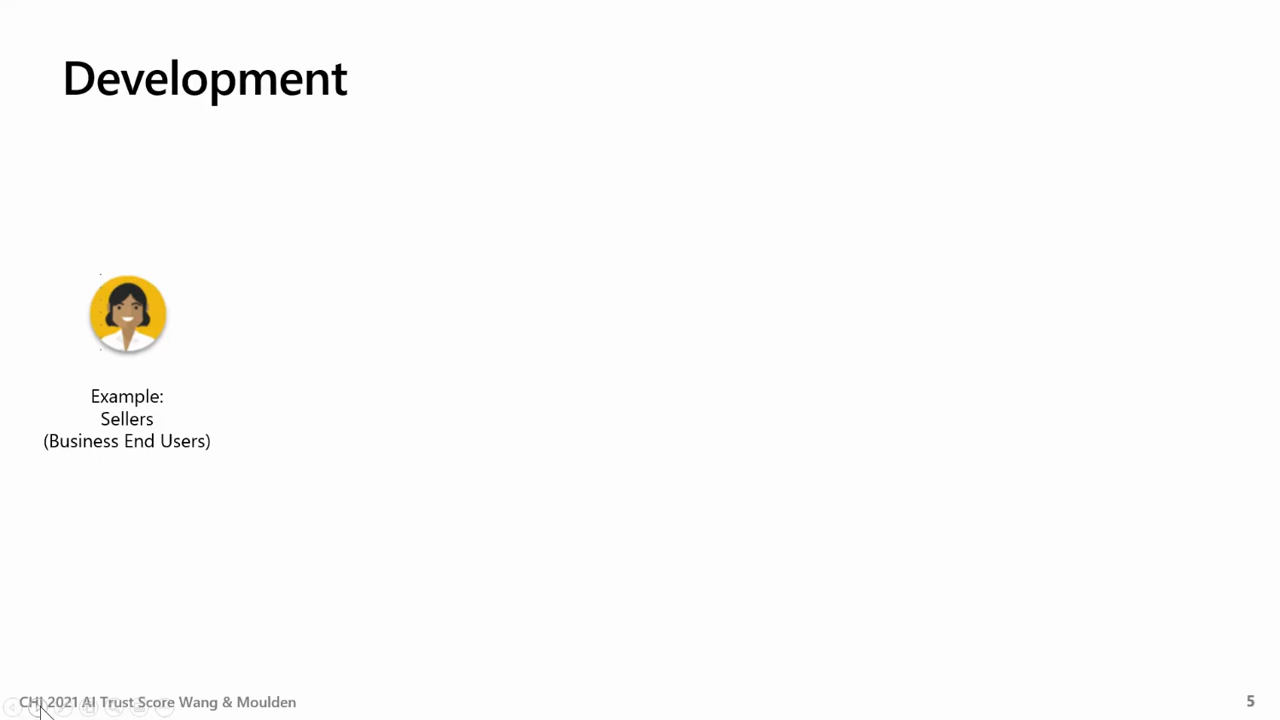 Development
Example:
Sellers
(Business End Users)
CHI 2021 AI Trust Score Wang & Moulden
5